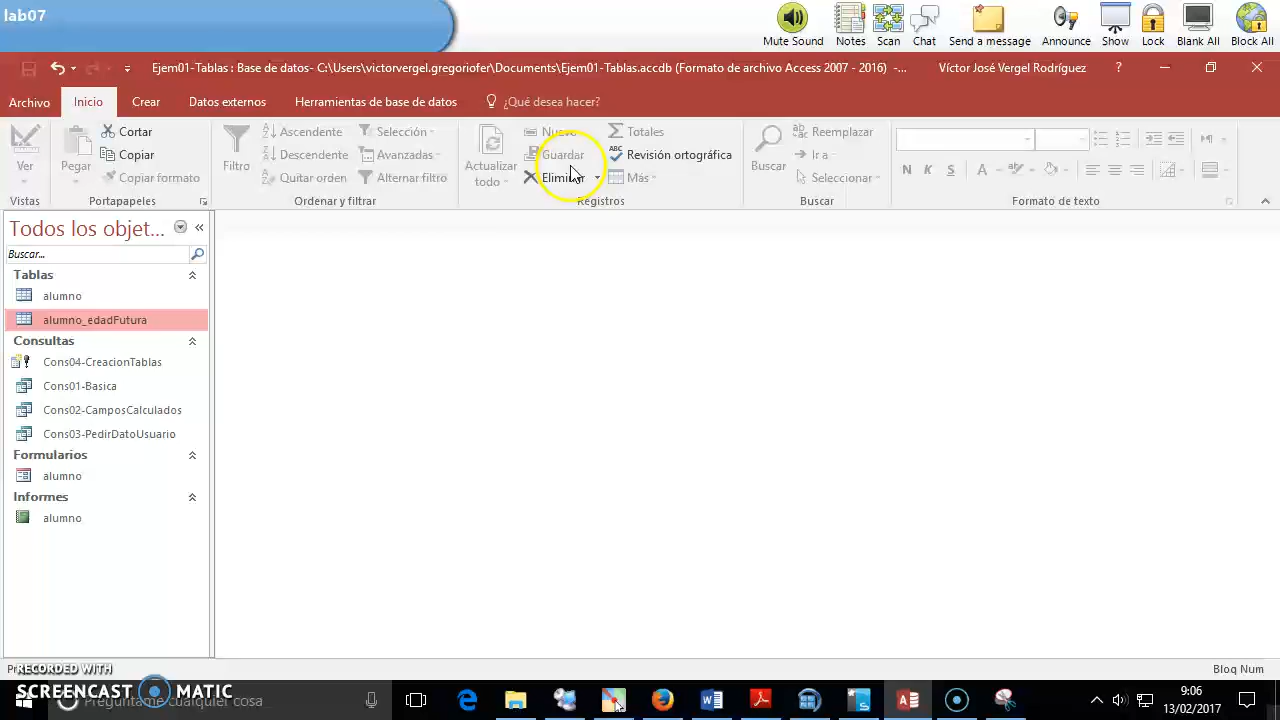 lab07
Mute Sound Notes Scan Chat Send a message Announce Show Lock Blank All Block All
Ejem01-Tablas : Base de datos- C:\Users\victorvergel.gregoriofer\Documents\Ejem01-Tablas.accdb (Formato de archivo Access 2007 - 2016) -... Víctor José Vergel Rodríguez ?
Archivo Inicio Crear Datos externos Herramientas de base de datos ¿Qué desea hacer?
Ver
Vistas
Pegar
Cortar
Copiar
Copiar formato
Portapapeles
Filtro
Ascendente
Descendente
Quitar orden
Selección
Avanzadas
Alternar filtro
Ordenar y filtrar
Actualizar
todo
Nuevo
Guardar
Eliminar
Totales
Revisión ortográfica
Más
Registros
Buscar
Reemplazar
Ir a
Seleccionar
Buscar
N K S A
Formato de texto
Todos los objet...
Buscar...
Tablas
alumno
alumno_edadFutura
Consultas
Cons04-CreacionTablas
Cons01-Basica
Cons02-CamposCalculados
Cons03-PedirDatoUsuario
Formularios
alumno
Informes
alumno
Bloq Num
RECORDED WITH
SCREENCAST MATIC
Pregúntame cualquier cosa
9:06
13/02/2017